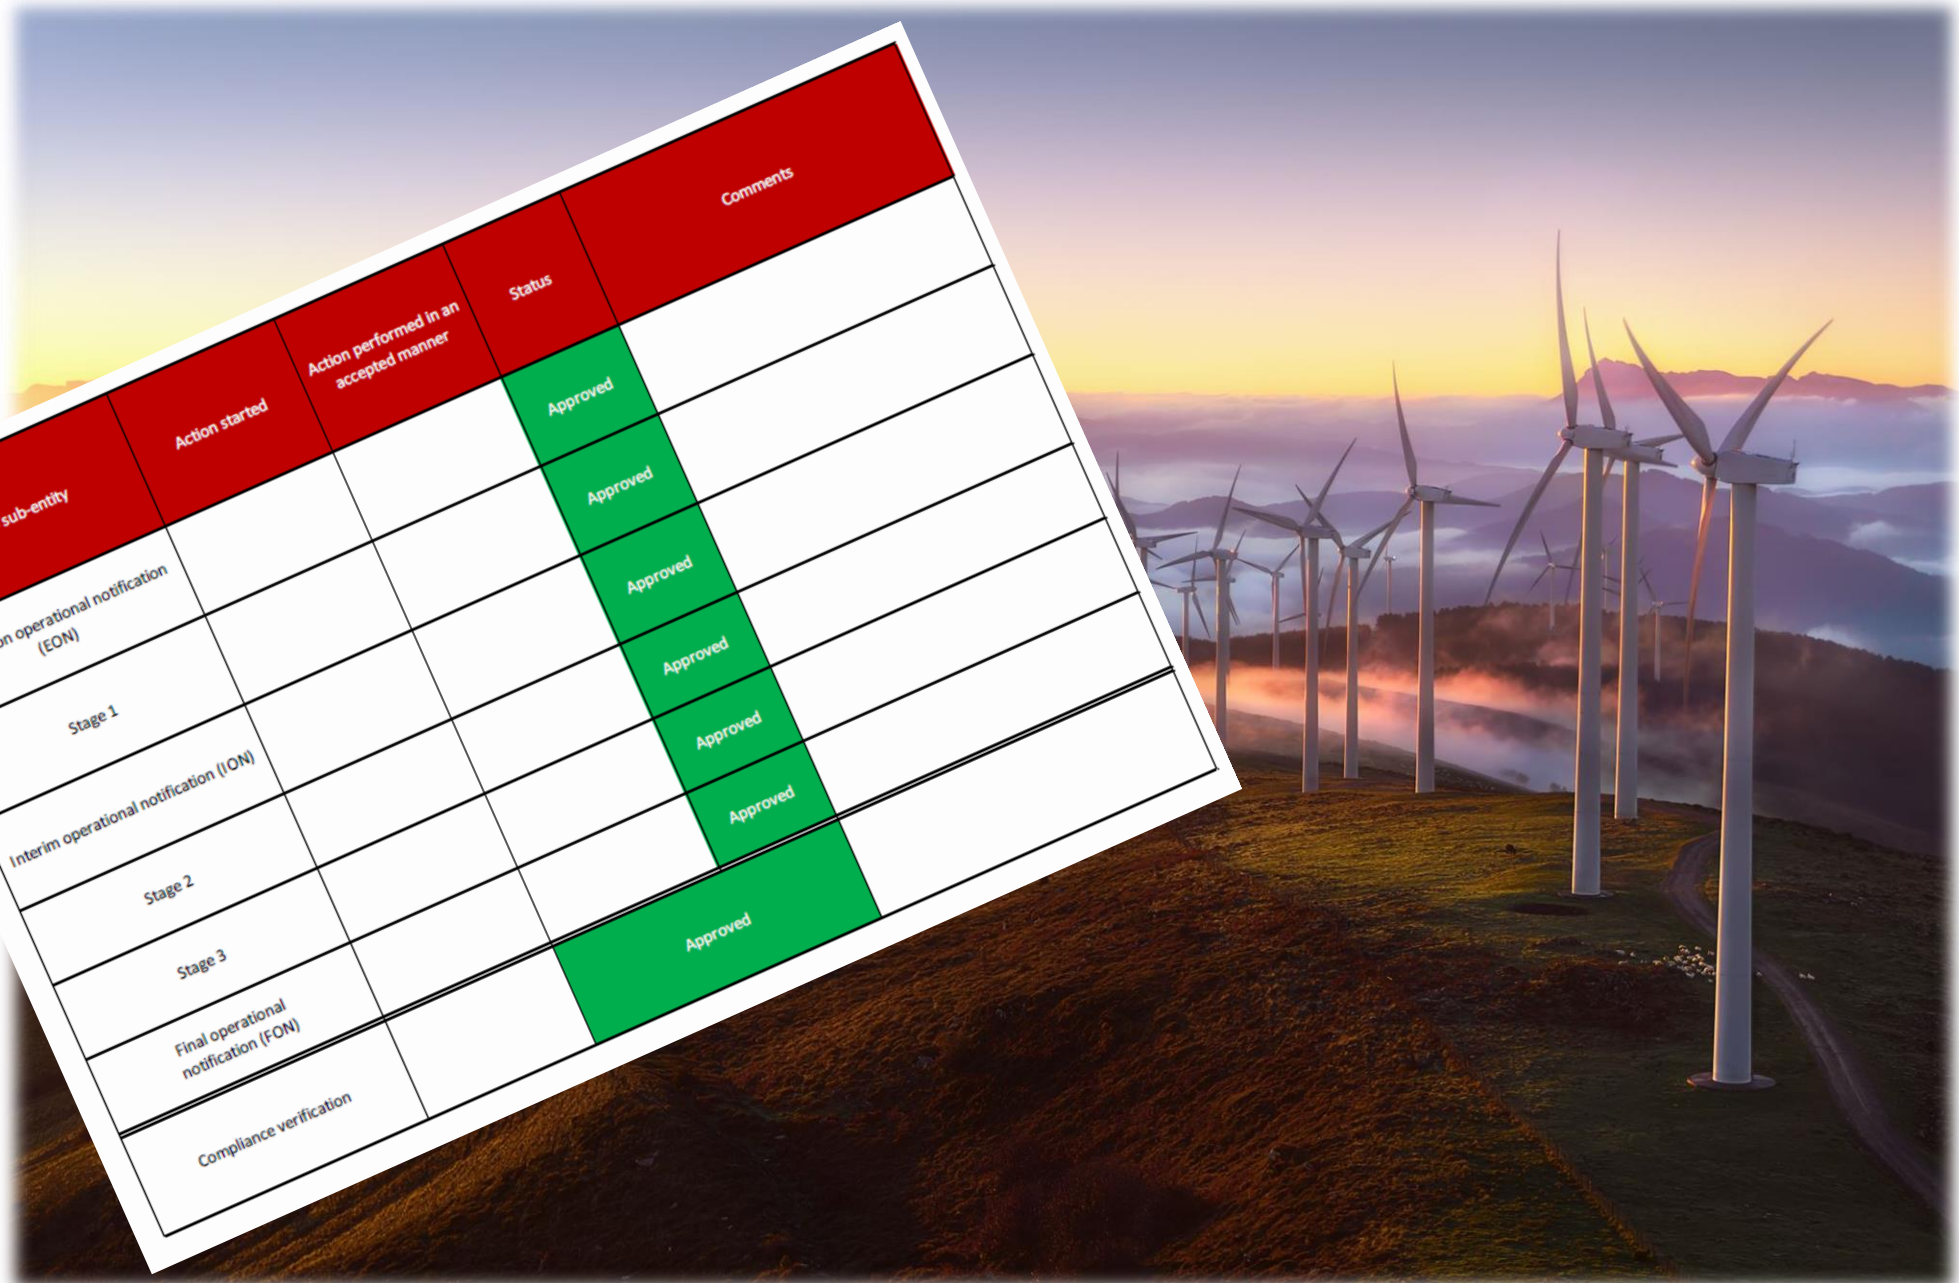 sub-entity
Action started
Action performed in an
accepted manner
Status
Comments
operational notification
(EON)
Approved
Stage 1
Approved
Interim operational notification (ION)
Approved
Stage 2
Approved
Stage 3
Approved
Final operational
notification (FON)
Approved
Compliance verification
Approved